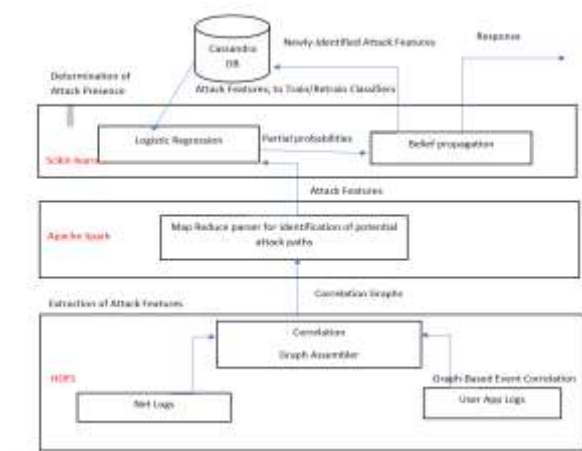 Cassandra
DB
Newly-Identified Attack Features
Response
Determination of
Attack Presence
Attack Features, to Train/Retrain Classifiers
Logistic Regression
Partial probabilities
Belief propagation
Scikit-learn
Attack Features
Map Reduce parser for identification of potential
attack paths
Apache Spark
Correlation Graphs
Extraction of Attack Features
Correlation
Graph Assembler
HDFS
Graph-Based Event Correlation
Net Logs
User App Logs